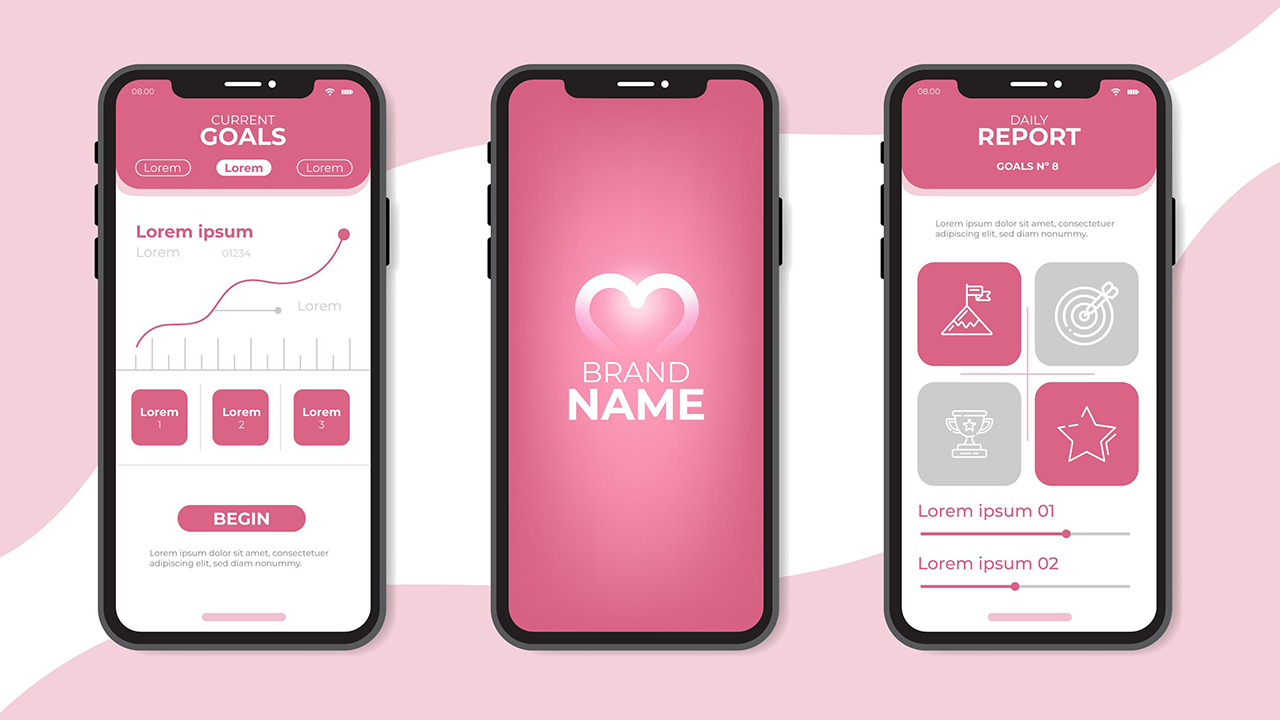 08.00
CURRENT
GOALS
Lorem Lorem Lorem
Lorem ipsum
Lorem 01234
Lorem
Lorem Lorem Lorem
1 2 3
BEGIN
Lorem ipsum dolor sit amet, consectetuer
adipiscing elit, sed diam nonummy.
BRAND
NAME
08.00
DAILY
REPORT
GOALS Nº 8
Lorem ipsum dolor sit amet, consectetuer
adipiscing elit, sed diam nonummy.
Lorem ipsum 01
Lorem ipsum 02